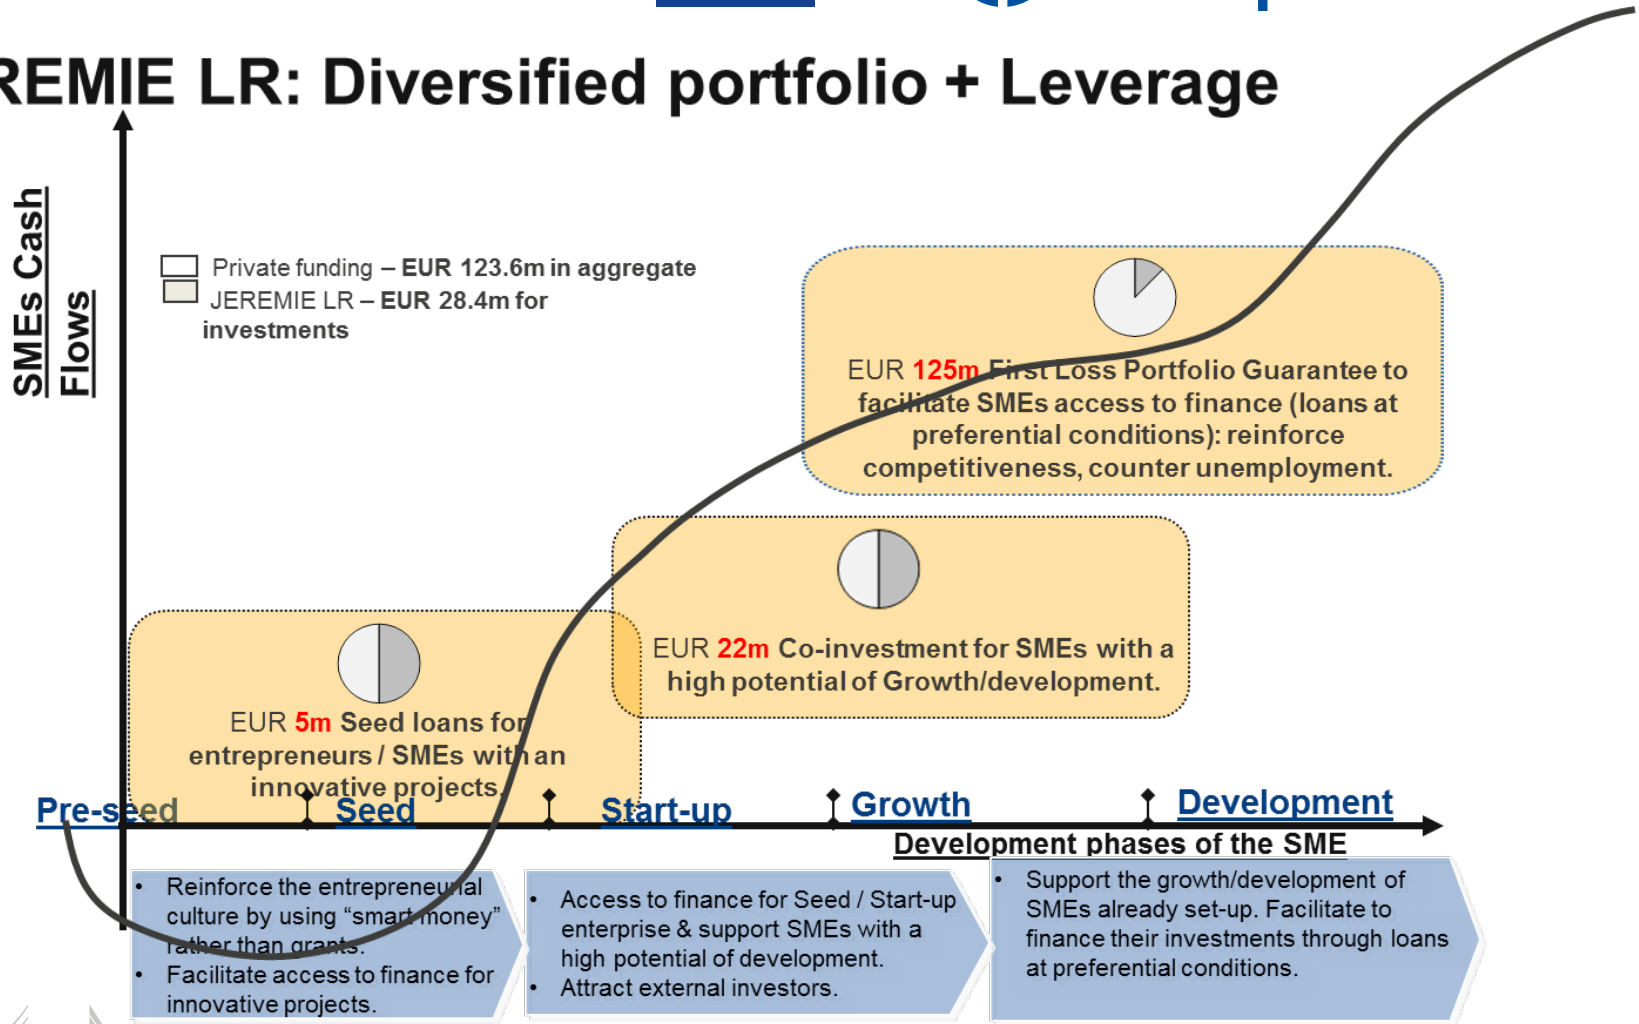 REMIE LR: Diversified portfolio + Leverage
SMEs Cash
Flows
Private funding – EUR 123.6m in aggregate
JEREMIE LR – EUR 28.4m for
investments
EUR 125m First Loss Portfolio Guarantee to
facilitate SMEs access to finance (loans at
preferential conditions): reinforce
competitiveness, counter unemployment.
EUR 22m Co-investment for SMEs with a
high potential of Growth/development.
EUR 5m Seed loans for
entrepreneurs / SMEs with an
innovative projects.
Pre-seed
Seed
Start-up
Growth
Development
Development phases of the SME
• Reinforce the entrepreneurial
culture by using “smart money”
rather than grants.
• Facilitate access to finance for
innovative projects.
• Access to finance for Seed / Start-up
enterprise & support SMEs with a
high potential of development.
• Attract external investors.
• Support the growth/development of
SMEs already set-up. Facilitate to
finance their investments through loans
at preferential conditions.